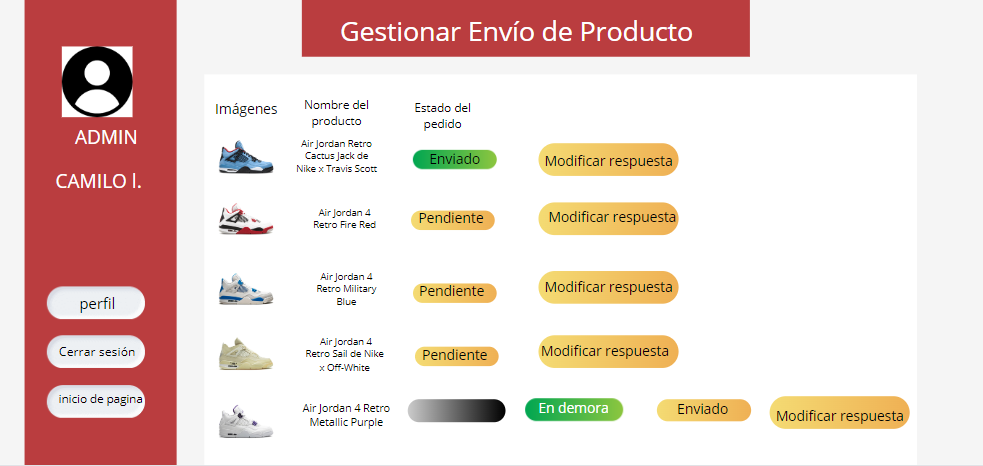 Gestionar Envío de Producto
ADMIN
CAMILO l.
perfil
Cerrar sesión
inicio de pagina
Imágenes
Nombre del
producto
Estado del
pedido
Air Jordan Retro
Cactus Jack de
Nike x Travis Scott
Enviado
Modificar respuesta
Air Jordan 4
Retro Fire Red
Pendiente
Modificar respuesta
Air Jordan 4
Retro Military
Blue
Pendiente
Modificar respuesta
Air Jordan 4
Retro Sail de Nike
x Off-White
Pendiente
Modificar respuesta
Air Jordan 4 Retro
Metallic Purple
En demora
Enviado
Modificar respuesta